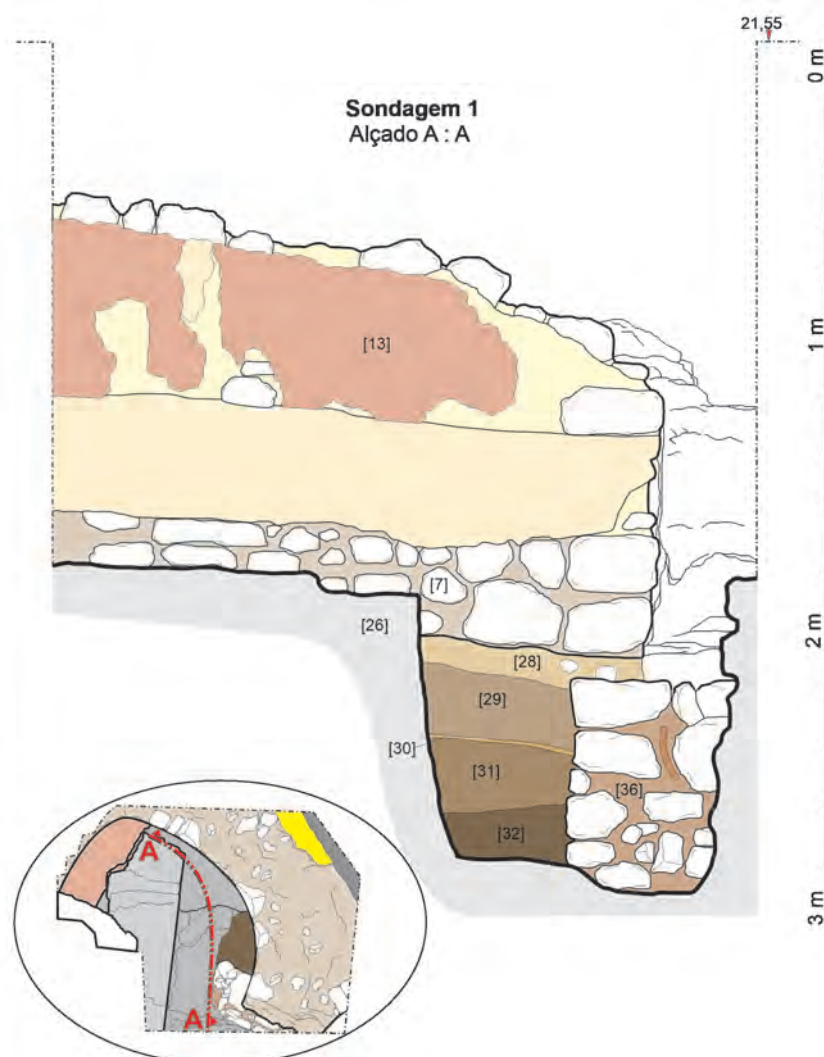 21,55
0 m
Sondagem 1
Alçado A : A
[13]
1 m
[7]
[26]
2 m
[28]
[29]
[30]
[31]
[36]
[32]
A
A
3 m